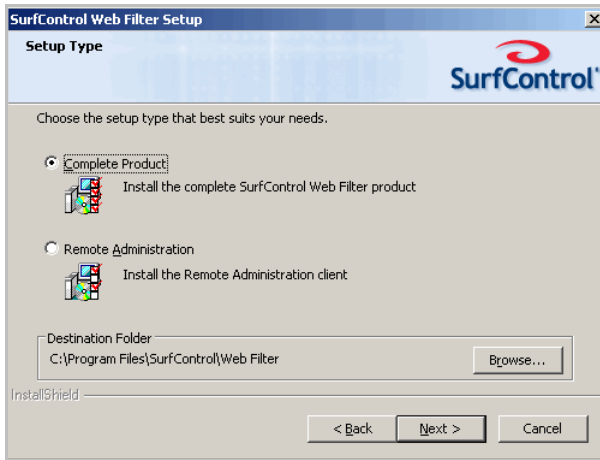 SurfControl Web Filter Setup
Setup Type
SurfControl
Choose the setup type that best suits your needs.
Complete Product
Install the complete SurfControl Web Filter product
Remote Administration
Install the Remote Administration client
Destination Folder
C:\Program Files\SurfControl\Web Filter
Browse...
InstallShield
< Back
Next >
Cancel